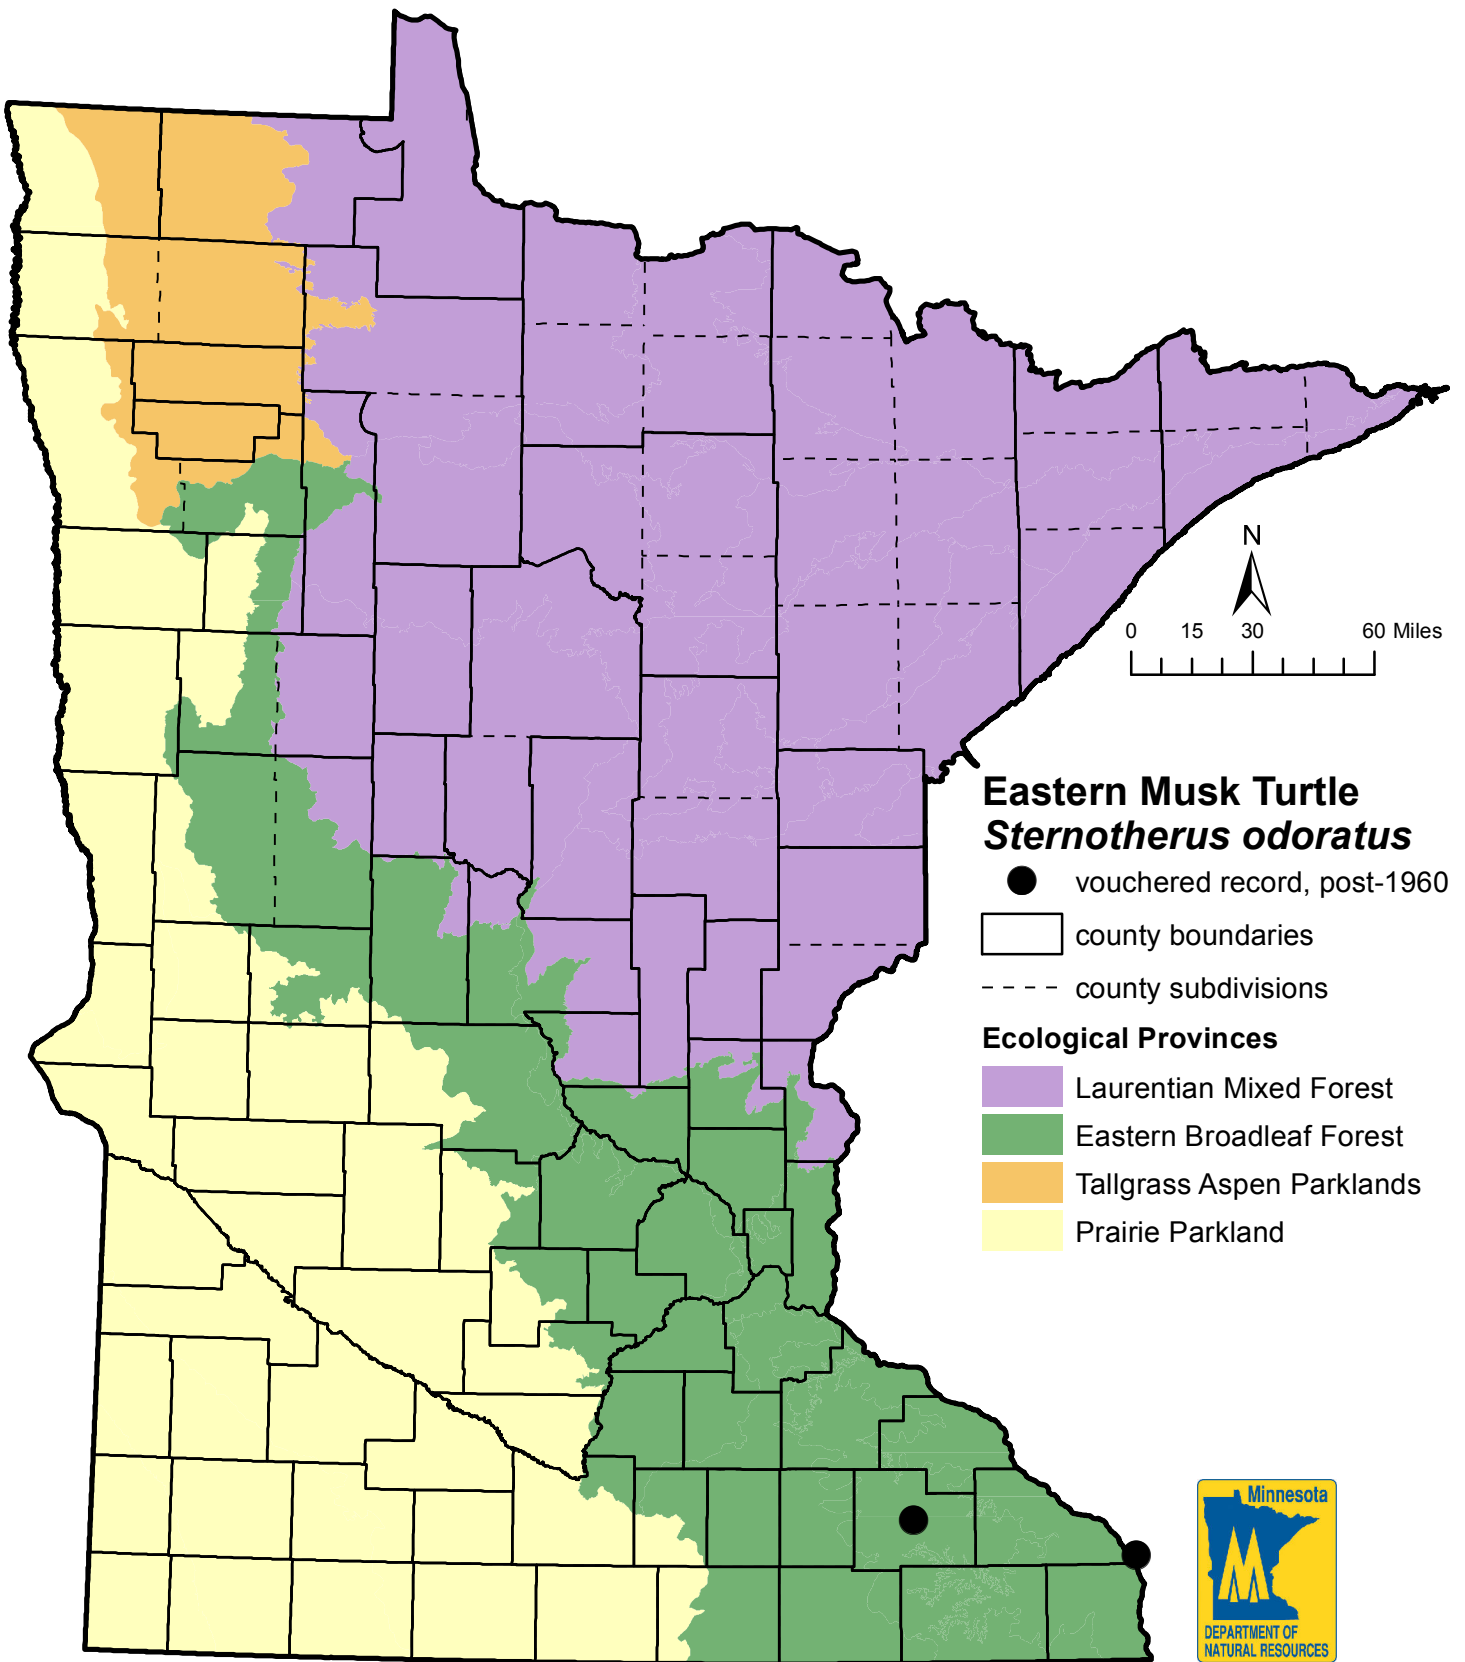 N
0 15 30 60 Miles
Eastern Musk Turtle
Sternotherus odoratus
vouchered record, post-1960
county boundaries
county subdivisions
Ecological Provinces
Laurentian Mixed Forest
Eastern Broadleaf Forest
Tallgrass Aspen Parklands
Prairie Parkland
Minnesota
DEPARTMENT OF
NATURAL RESOURCES